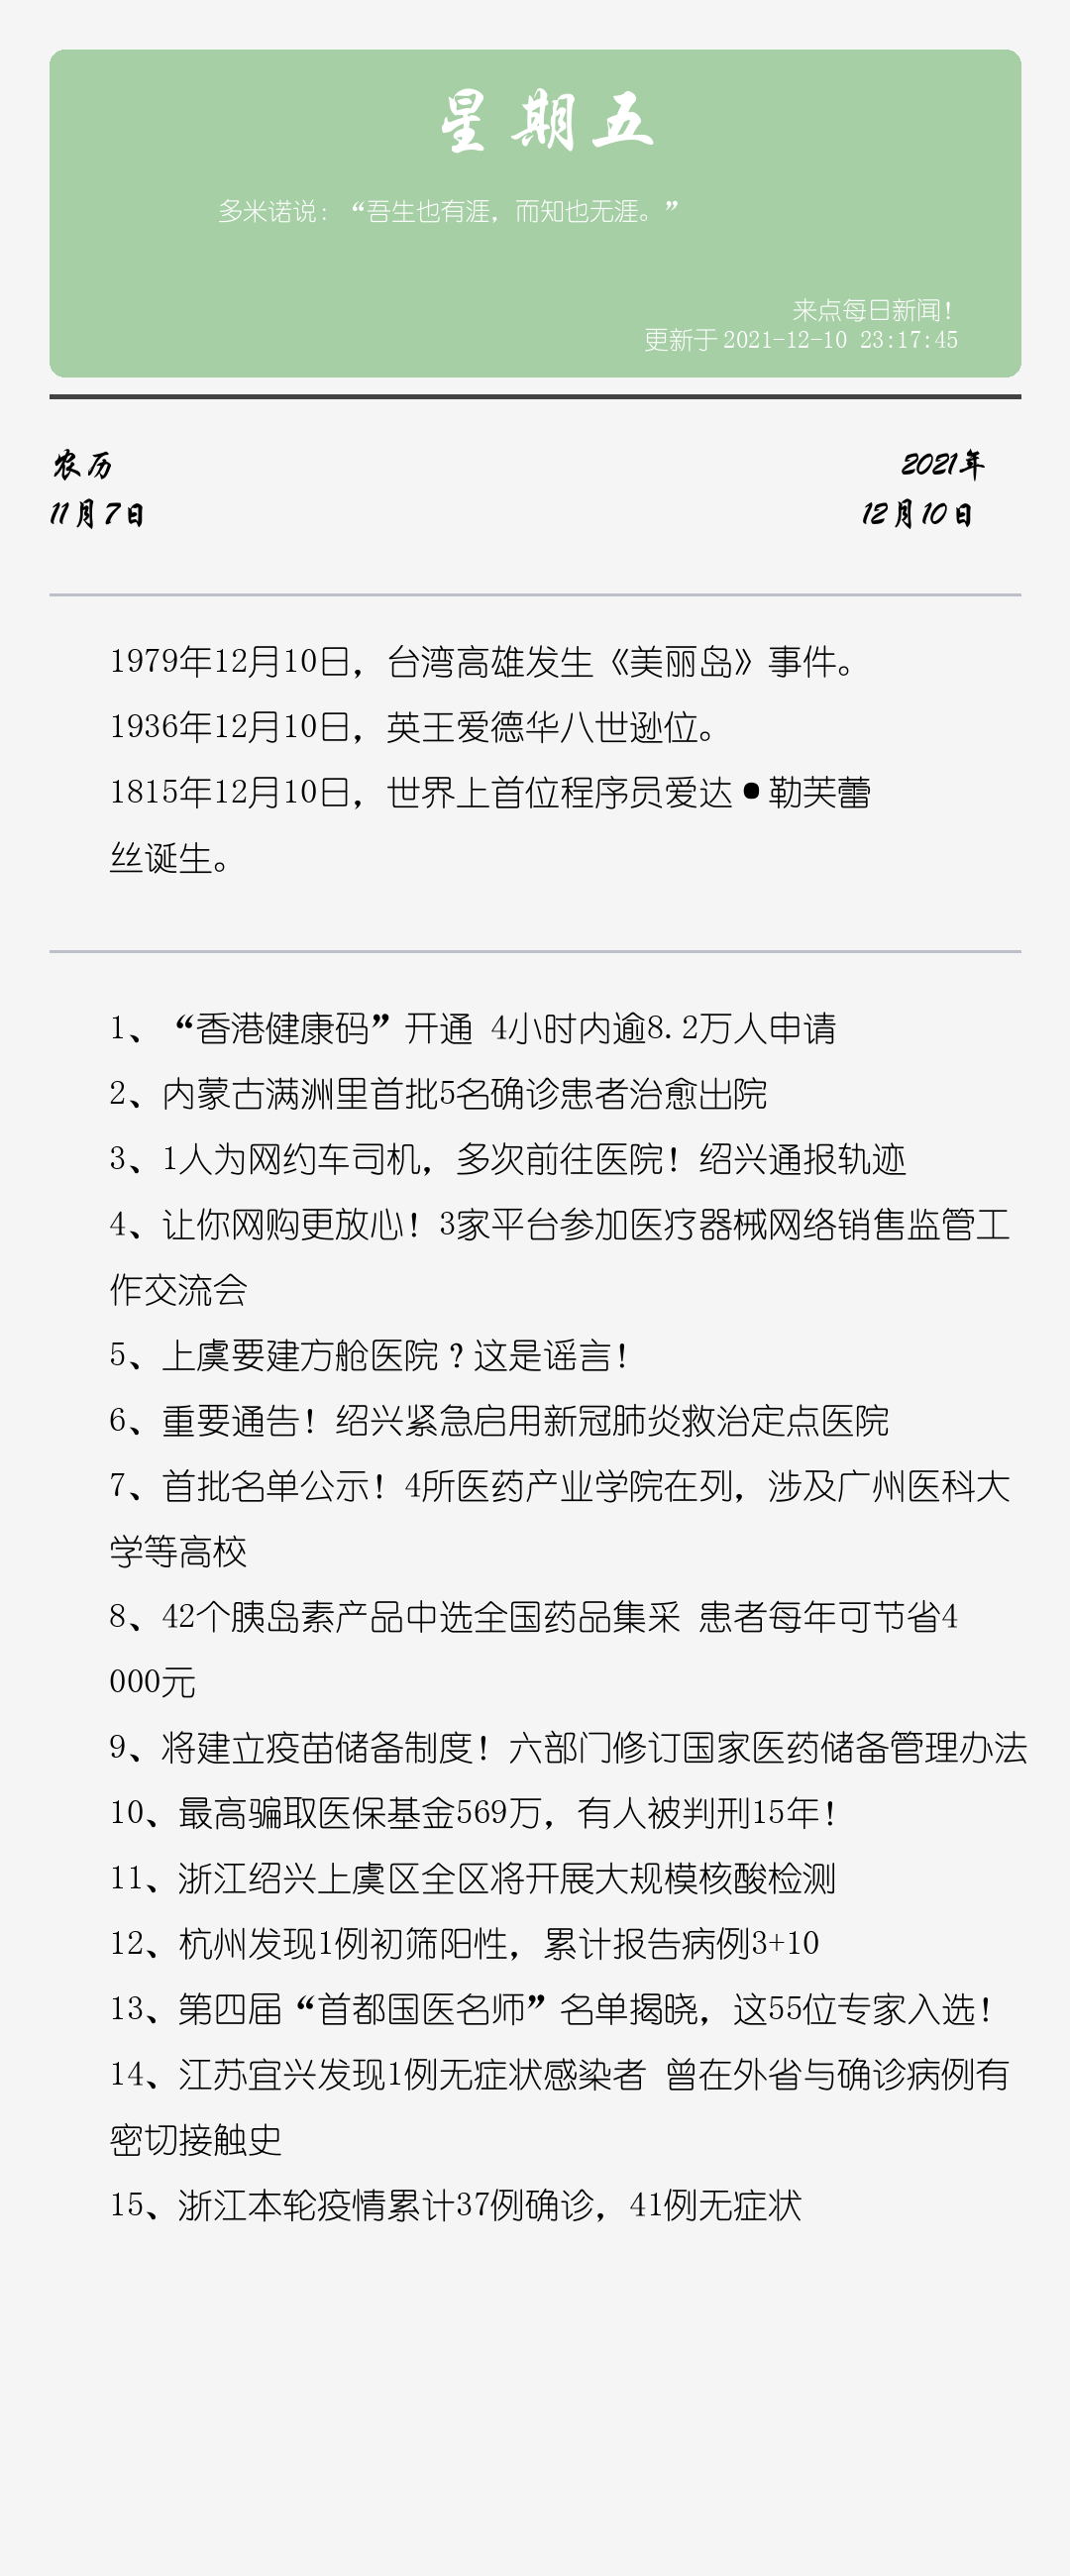 星期五
多米诺说：“吾生也有涯，而知也无涯。”
来点每日新闻！
更新于 2021-12-10 23:17:45
农历
2021年
11月7日
12月10日
1979年12月10日，台湾高雄发生《美丽岛》事件。
1936年12月10日，英王爱德华八世逊位。
1815年12月10日，世界上首位程序员爱达•勒芙蕾
丝诞生。
1、“香港健康码”开通 4小时内逾8.2万人申请
2、内蒙古满洲里首批5名确诊患者治愈出院
3、1人为网约车司机，多次前往医院！绍兴通报轨迹
4、让你网购更放心！3家平台参加医疗器械网络销售监管工
作交流会
5、上虞要建方舱医院？这是谣言！
6、重要通告！绍兴紧急启用新冠肺炎救治定点医院
7、首批名单公示！4所医药产业学院在列，涉及广州医科大
学等高校
8、42个胰岛素产品中选全国药品集采 患者每年可节省4
000元
9、将建立疫苗储备制度！六部门修订国家医药储备管理办法
10、最高骗取医保基金569万，有人被判刑15年！
11、浙江绍兴上虞区全区将开展大规模核酸检测
12、杭州发现1例初筛阳性，累计报告病例3+10
13、第四届“首都国医名师”名单揭晓，这55位专家入选！
14、江苏宜兴发现1例无症状感染者 曾在外省与确诊病例有
密切接触史
15、浙江本轮疫情累计37例确诊，41例无症状